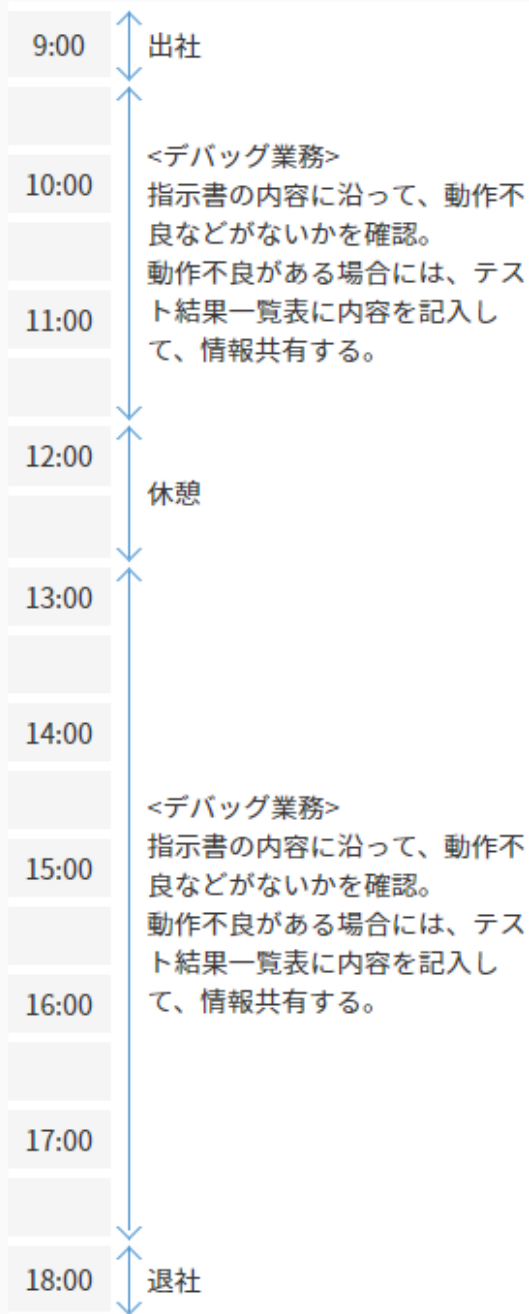 9:00 出社
<デバッグ業務>
10:00
指示書の内容に沿って、動作不
良などがないかを確認。
動作不良がある場合には、テス
11:00
ト結果一覧表に内容を記入し
て、情報共有する。
12:00
休憩
13:00
14:00
<デバッグ業務>
指示書の内容に沿って、動作不
15:00
良などがないかを確認。
動作不良がある場合には、テス
ト結果一覧表に内容を記入し
16:00
て、情報共有する。
17:00
18:00 退社